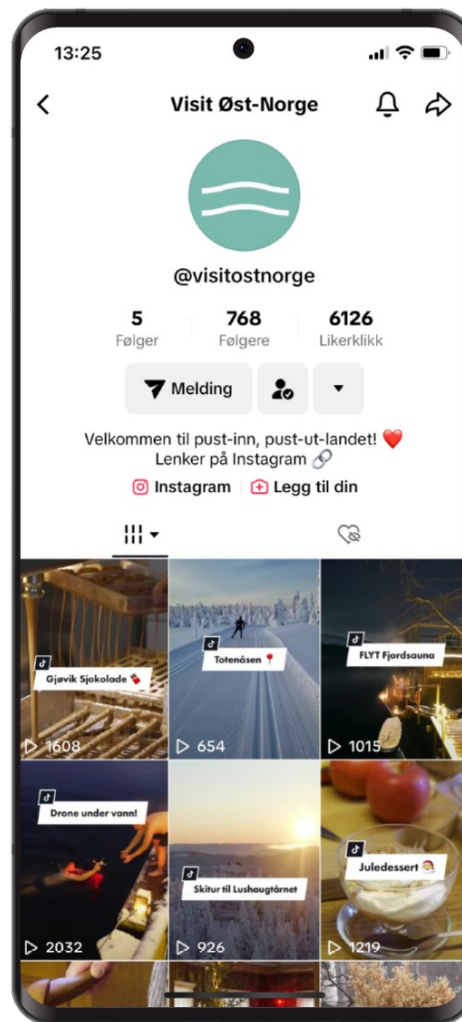 13:25
Visit Øst-Norge
@visitostnorge
5 768 6126
Følger Følgere Likerklikk
Melding
Velkommen til pust-inn, pust-ut-landet! ❤️
Lenker på Instagram 🔗
Instagram Legg til din
Gjøvik Sjokolade 🍫
Totenåsen 📍
FLYT Fjordsauna
1608 654 1015
Drone under vann!
Skitur til Lushaugtårnet
Juledessert 🎅
2032 926 1219